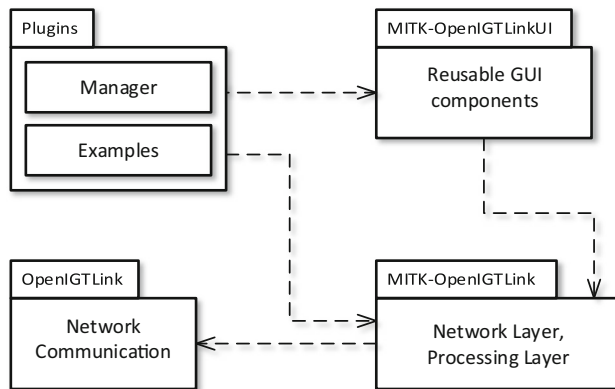 Plugins
Manager
Examples
MITK-OpenIGTLinkUI
Reusable GUI
components
OpenIGTLink
Network
Communication
MITK-OpenIGTLink
Network Layer,
Processing Layer